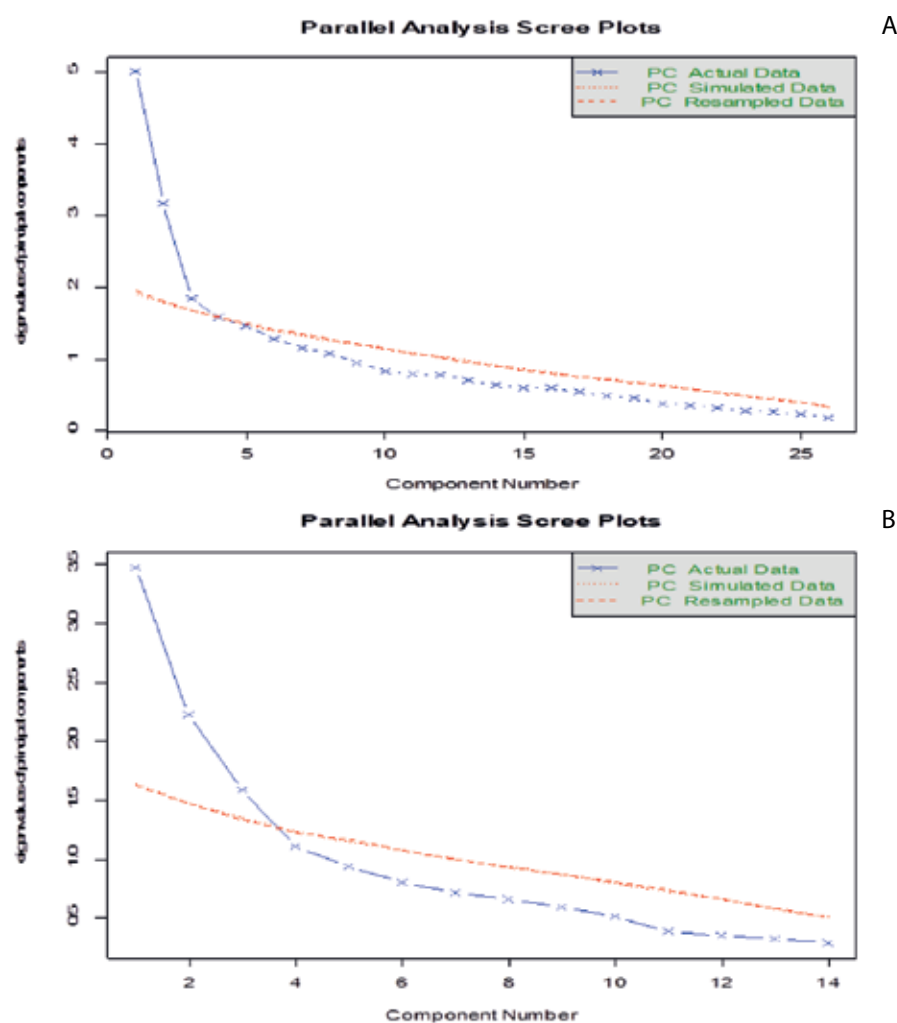 Parallel Analysis Scree Plots
A
PC Actual Data
PC Simulated Data
PC Resampled Data
5
4
3
2
1
0
0 5 10 15 20 25
Component Number
Parallel Analysis Scree Plots
B
PC Actual Data
PC Simulated Data
PC Resampled Data
35
30
25
20
15
10
05
2 4 6 8 10 12 14
Component Number